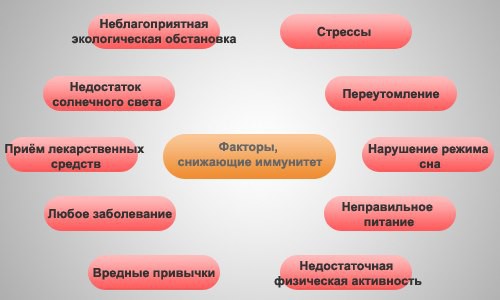 Неблагоприятная
экологическая обстановка
Стрессы
Недостаток
солнечного света
Переутомление
Приём лекарственных
средств
Факторы,
снижающие иммунитет
Нарушение режима
сна
Любое заболевание
Неправильное
питание
Вредные привычки
Недостаточная
физическая активность